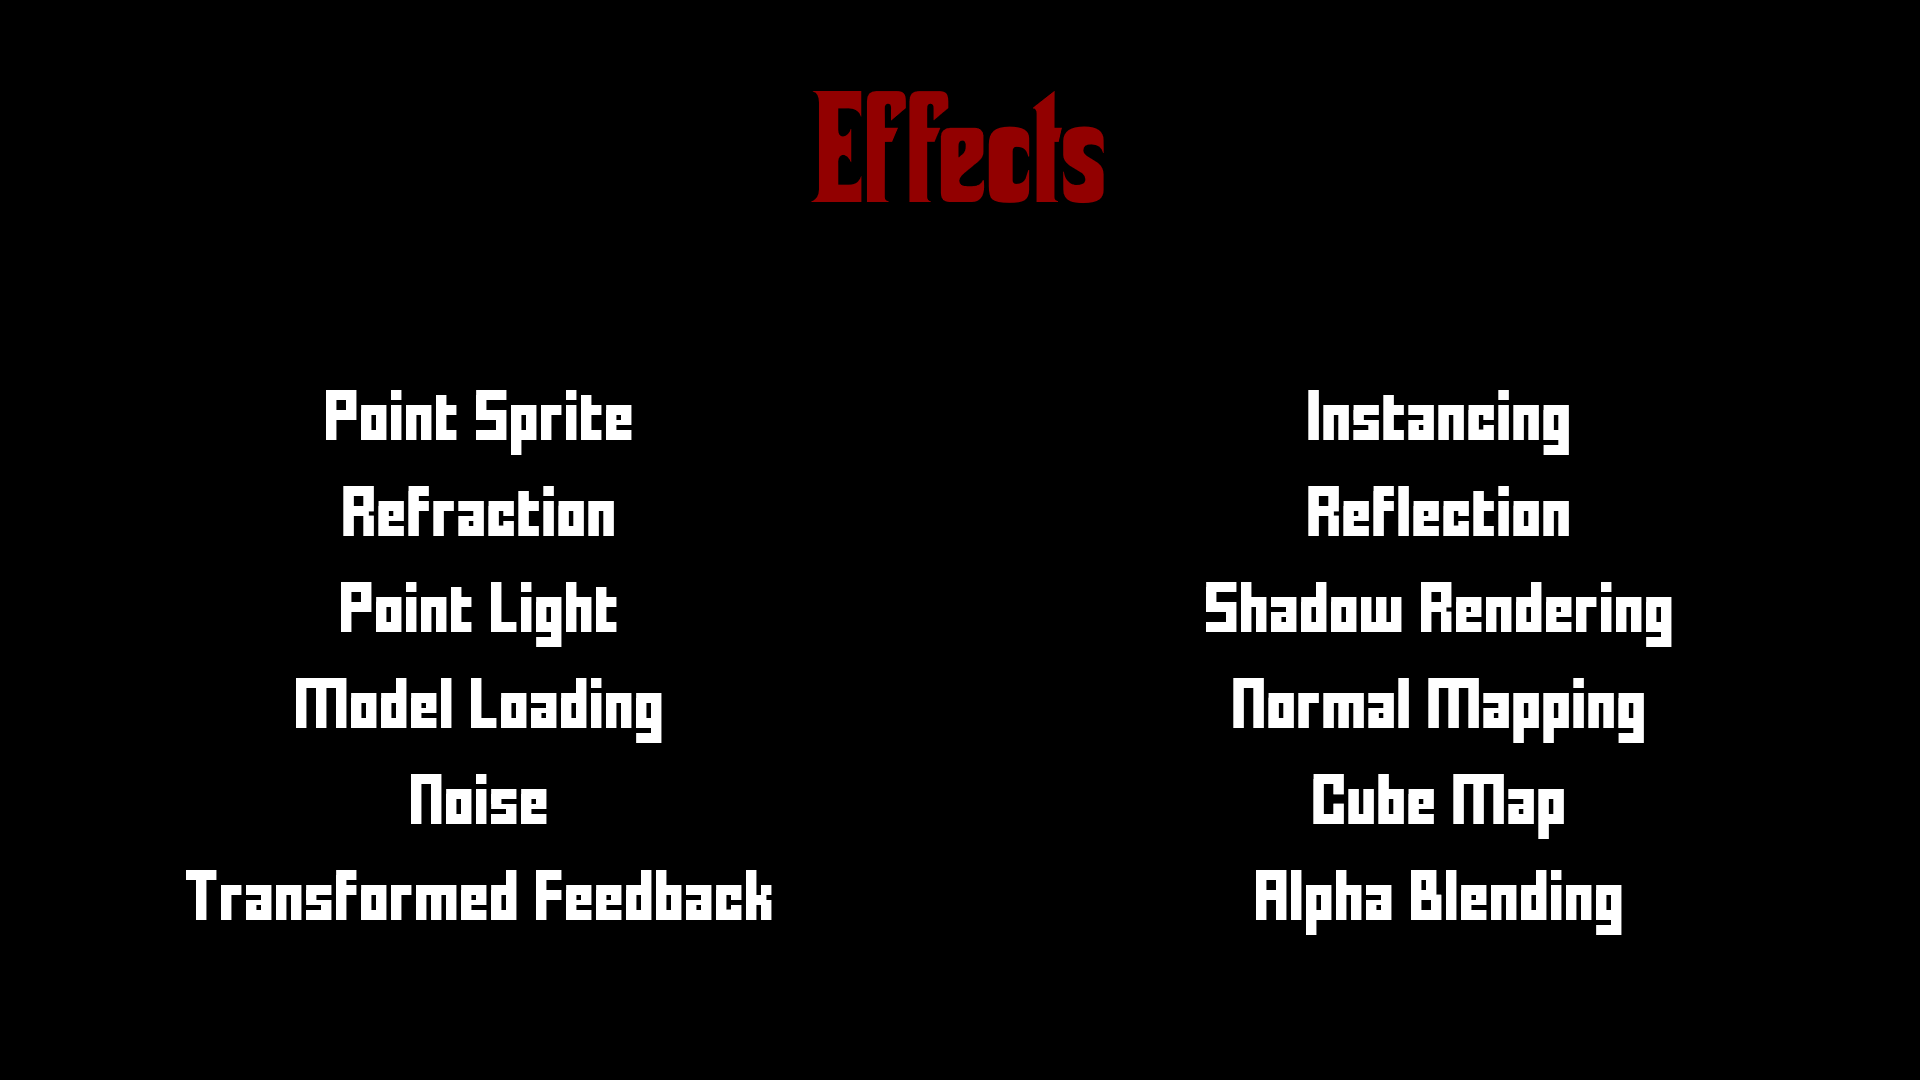 Effects
Point Sprite
Refraction
Point Light
Model Loading
Noise
Transformed Feedback
Instancing
Reflection
Shadow Rendering
Normal Mapping
Cube Map
Alpha Blending